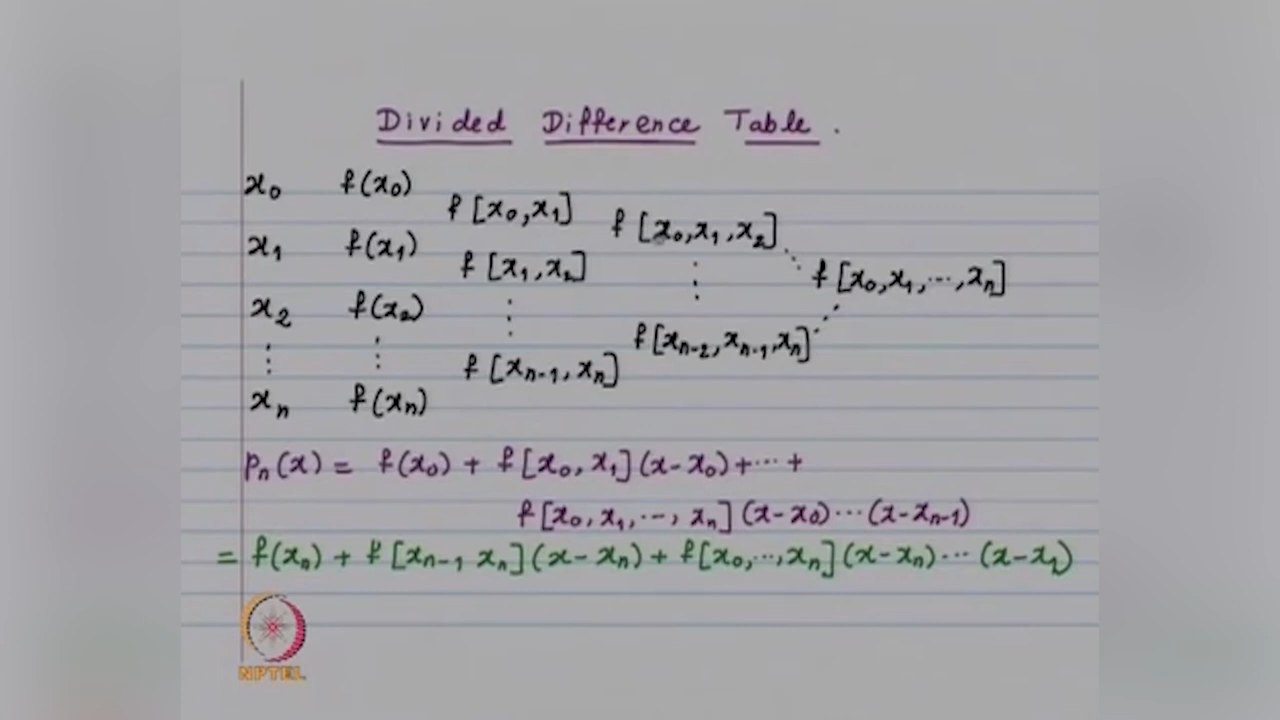 Divided Difference Table .
x₀ f(x₀)
f [x₀,x₁] f [x₀,x₁,x₂]
x₁ f(x₁)
f [x₁,x₂] ⋮ f [x₀,x₁,⋯,xₙ]
x₂ f(x₂)
⋮ ⋮ ⋮ f[xₙ₋₂,xₙ₋₁,xₙ]
f [xₙ₋₁,xₙ]
xₙ f(xₙ)
pₙ(x) = f(x₀) + f[x₀,x₁](x-x₀)+⋯+
f[x₀,x₁,⋯,xₙ](x-x₀)⋯(x-xₙ₋₁)
= f(xₙ) + f[xₙ₋₁ xₙ](x-xₙ) + f[x₀,⋯,xₙ](x-xₙ)⋯(x-x₁)
NPTEL